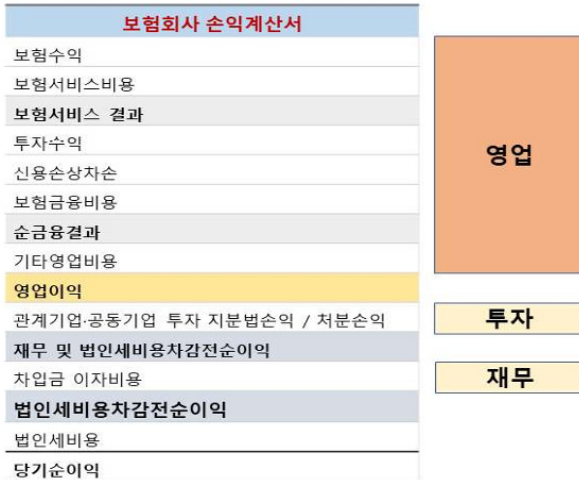 보험회사 손익계산서
보험수익
보험서비스비용
보험서비스 결과
투자수익
신용손상차손
보험금융비용
순금융결과
기타영업비용
영업이익
관계기업·공동기업 투자 지분법손익 / 처분손익
재무 및 법인세비용차감전순이익
차입금 이자비용
법인세비용차감전순이익
법인세비용
당기순이익
영업
투자
재무